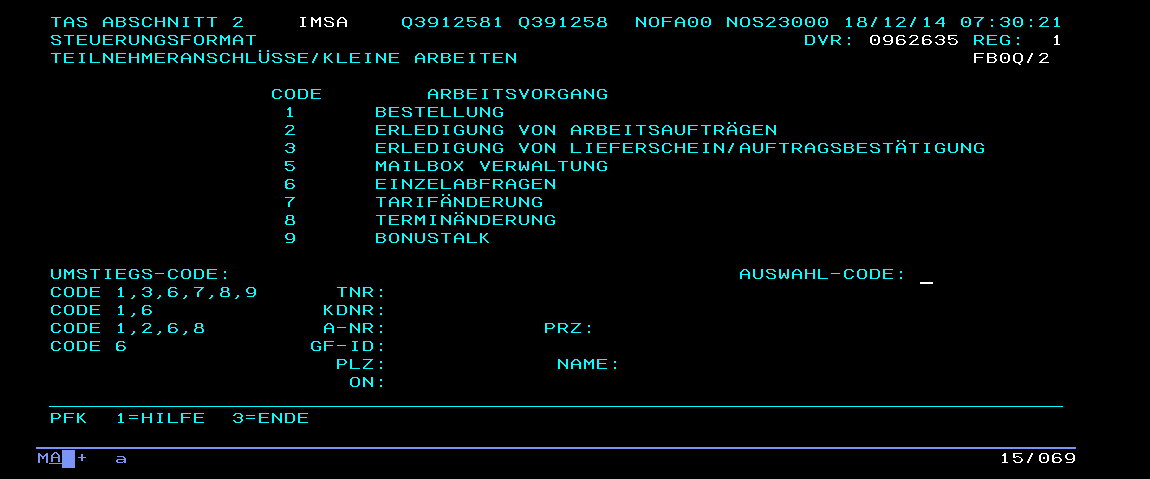 TAS ABSCHNITT 2 IMSA Q3912581 Q391258 NOFA00 NOS23000 18/12/14 07:30:21
STEUERUNGSFORMAT DVR: 0962635 REG: 1
TEILNEHMERANSCHLÜSSE/KLEINE ARBEITEN FB0Q/2
CODE ARBEITSVORGANG
1 BESTELLUNG
2 ERLEDIGUNG VON ARBEITSAUFTRÄGEN
3 ERLEDIGUNG VON LIEFERSCHEIN/AUFTRAGSBESTÄTIGUNG
5 MAILBOX VERWALTUNG
6 EINZELABFRAGEN
7 TARIFÄNDERUNG
8 TERMINÄNDERUNG
9 BONUSTALK
UMSTIEGS-CODE: AUSWAHL-CODE: _
CODE 1,3,6,7,8,9 TNR:
CODE 1,6 KDNR:
CODE 1,2,6,8 A-NR: PRZ:
CODE 6 GF-ID:
PLZ: NAME:
ON:
PFK 1=HILFE 3=ENDE
MA + a 15/069